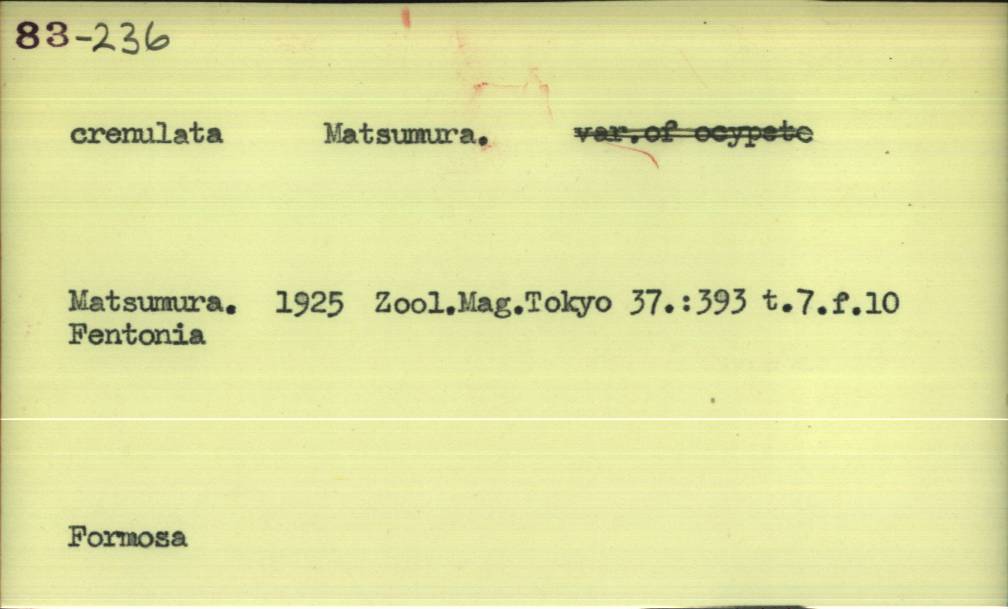 83-236
crenulata Matsumura. var.of ocypete
Matsumura. 1925 Zool.Mag.Tokyo 37.:393 t.7.f.10
Fentonia
Formosa